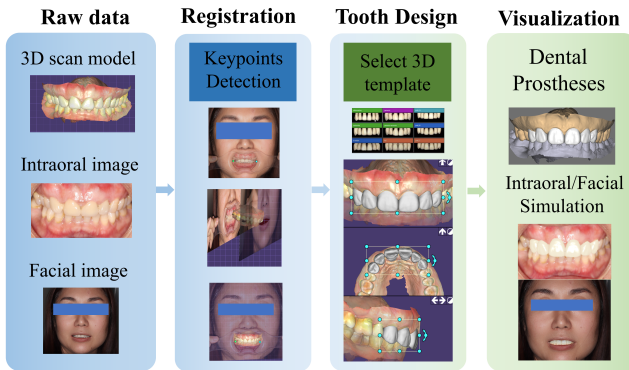 Raw data
3D scan model
Intraoral image
Facial image
Registration
Keypoints
Detection
Tooth Design
Select 3D
template
Visualization
Dental
Prostheses
Intraoral/Facial
Simulation